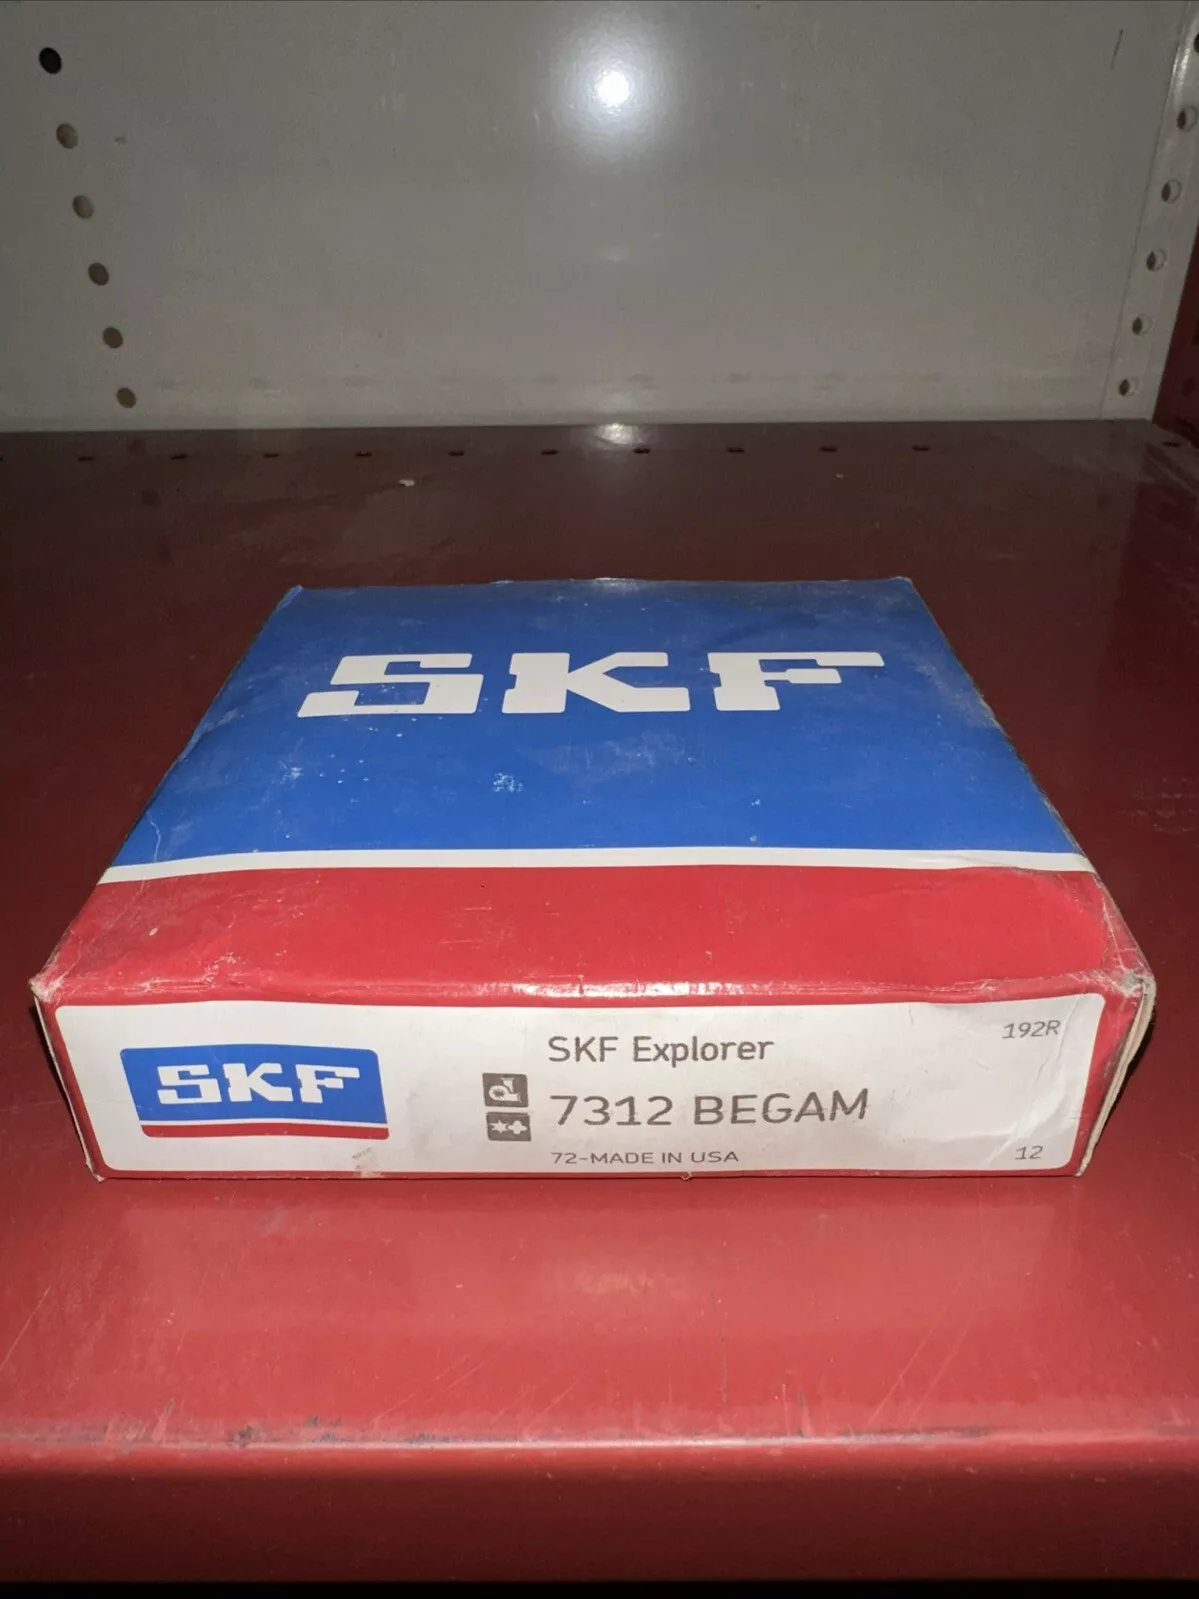 SKF
SKF
SKF Explorer
192R
7312 BEGAM
72-MADE IN USA
12